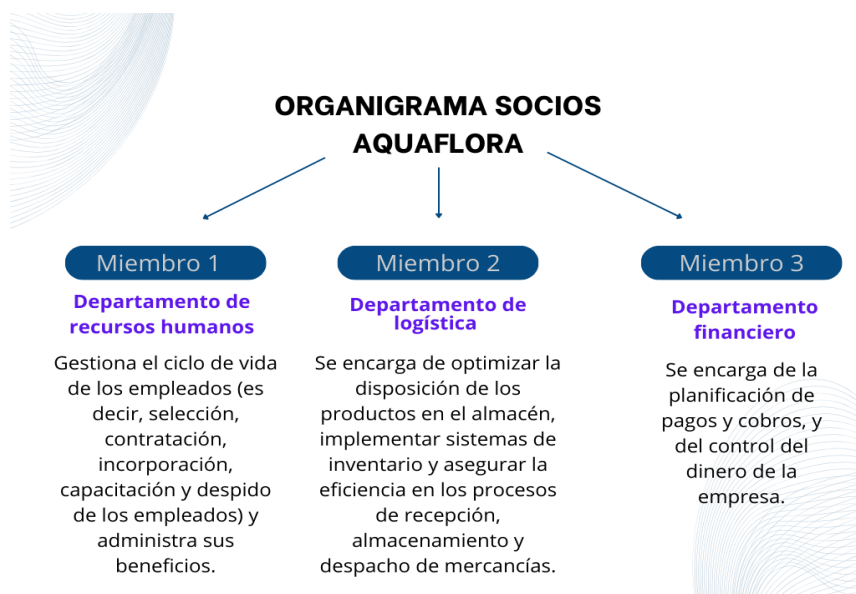 ORGANIGRAMA SOCIOS
AQUAFLORA
Miembro 1
Departamento de
recursos humanos
Gestiona el ciclo de vida
de los empleados (es
decir, selección,
contratación,
incorporación,
capacitación y despido
de los empleados) y
administra sus
beneficios.
Miembro 2
Departamento de
logística
Se encarga de optimizar la
disposición de los
productos en el almacén,
implementar sistemas de
inventario y asegurar la
eficiencia en los procesos
de recepción,
almacenamiento y
despacho de mercancías.
Miembro 3
Departamento
financiero
Se encarga de la
planificación de
pagos y cobros, y
del control del
dinero de la
empresa.